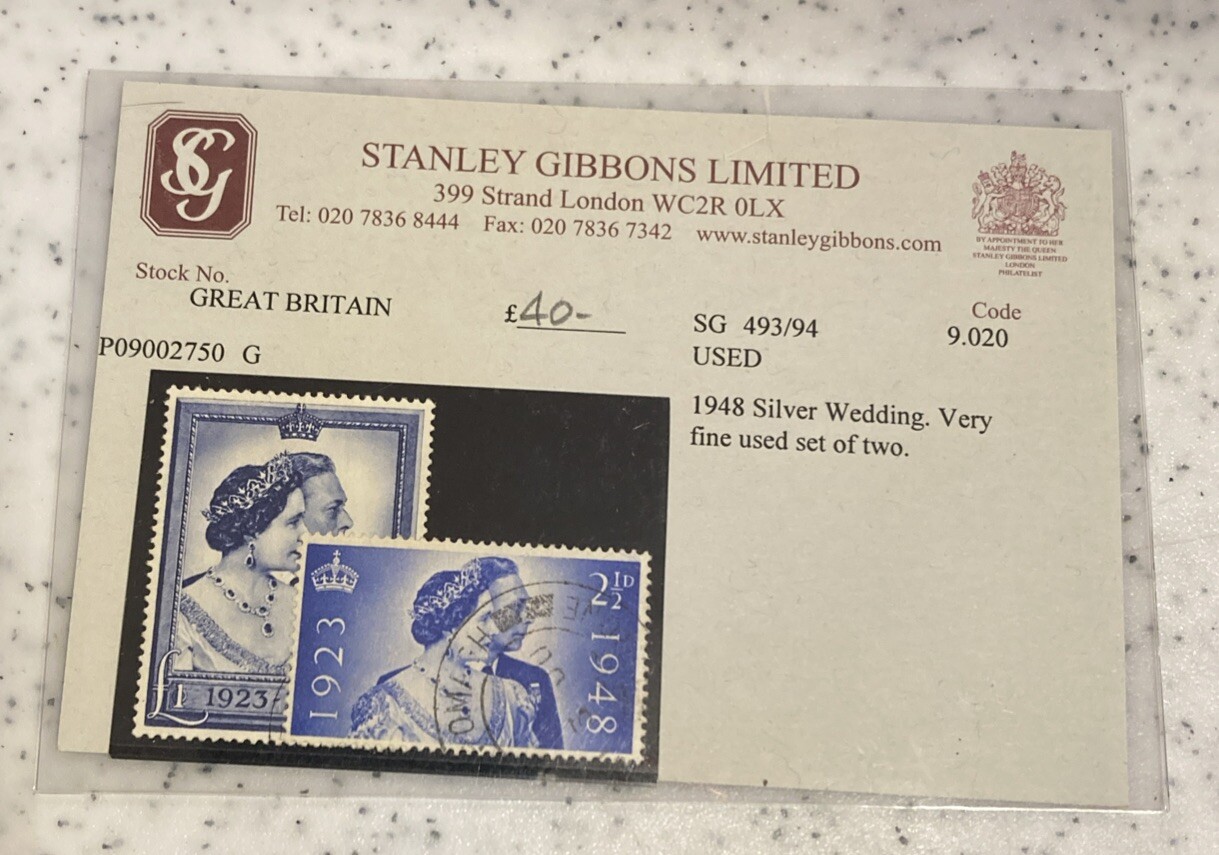 SG
STANLEY GIBBONS LIMITED
399 Strand London WC2R 0LX
Tel: 020 7836 8444 Fax: 020 7836 7342 www.stanleygibbons.com
BY APPOINTMENT TO HER
MAJESTY THE QUEEN
STANLEY GIBBONS LIMITED
LONDON
PHILATELIST
Stock No.
GREAT BRITAIN
£40-
SG 493/94
USED
Code
9.020
P09002750 G
1948 Silver Wedding. Very
fine used set of two.
£1 1923-
1923
2½D
1948